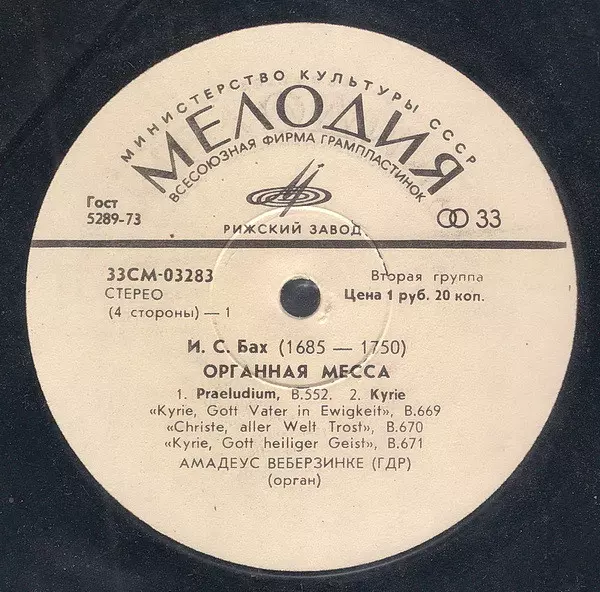 МИНИСТЕРСТВО КУЛЬТУРЫ СССР
МЕЛОДИЯ
ВСЕСОЮЗНАЯ ФИРМА ГРАМПЛАСТИНОК
Гост
5289-73
РИЖСКИЙ ЗАВОД
33
33СМ-03283
СТЕРЕО
(4 стороны) — 1
Вторая группа
Цена 1 руб. 20 коп.
И. С. Бах (1685 — 1750)
ОРГАННАЯ МЕССА
1. Praeludium, B.552. 2. Kyrie
«Kyrie, Gott Vater in Ewigkeit», B.669
«Christe, aller Welt Trost», B.670
«Kyrie, Gott heiliger Geist», B.671
АМАДЕУС ВЕБЕРЗИНКЕ (ГДР)
(орган)